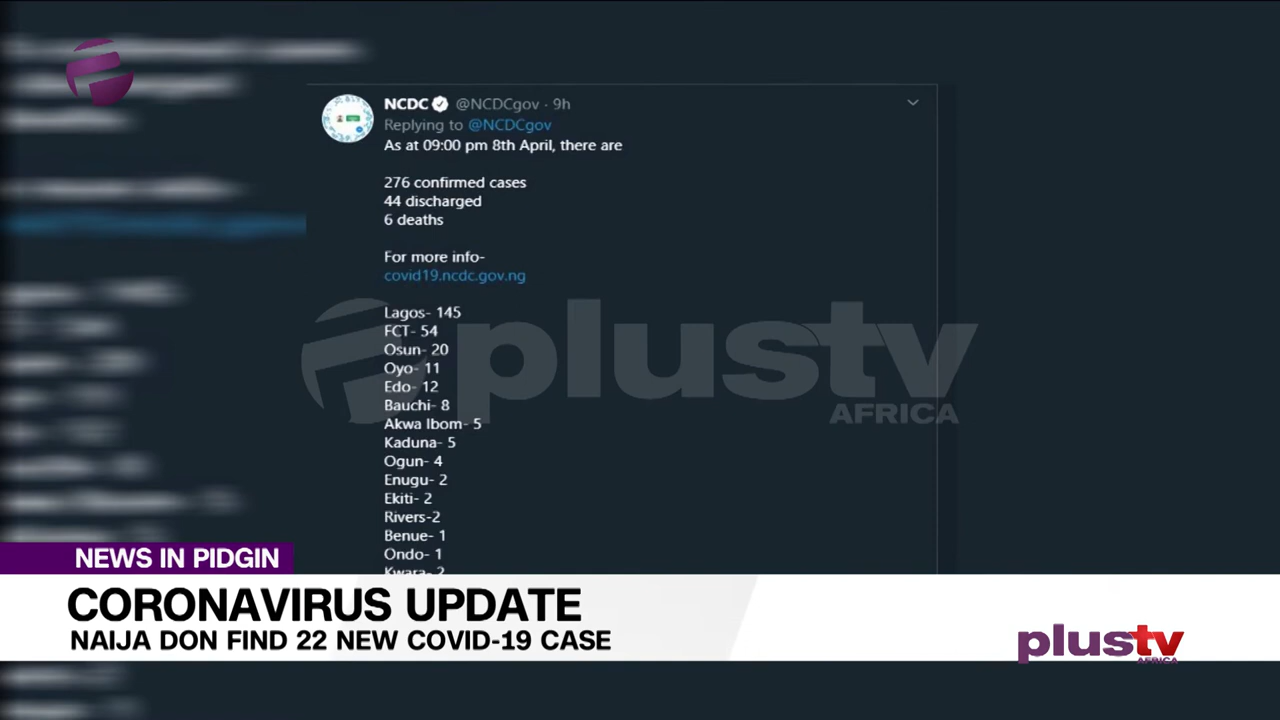 NCDC @NCDCgov · 9h
Replying to @NCDCgov
As at 09:00 pm 8th April, there are
276 confirmed cases
44 discharged
6 deaths
For more info-
covid19.ncdc.gov.ng
Lagos- 145
FCT- 54
Osun- 20
Oyo- 11
Edo- 12
Bauchi- 8
Akwa Ibom- 5
Kaduna- 5
Ogun- 4
Enugu- 2
Ekiti- 2
Rivers-2
Benue- 1
Ondo- 1
Kwara- 2
plustv
AFRICA
NEWS IN PIDGIN
CORONAVIRUS UPDATE
NAIJA DON FIND 22 NEW COVID-19 CASE
plustv
AFRICA